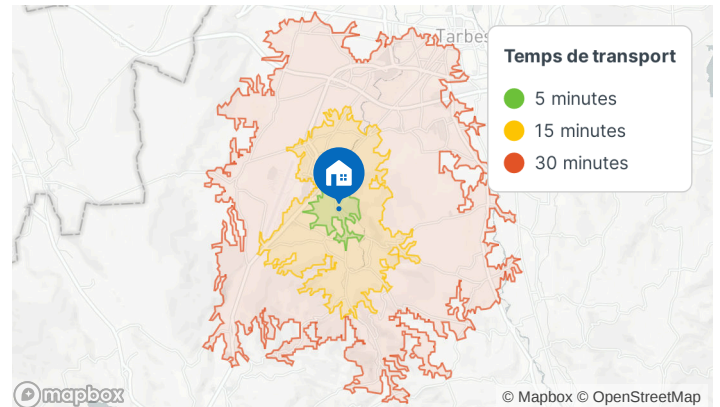 Tarbes
Temps de transport
5 minutes
15 minutes
30 minutes
mapbox
© Mapbox © OpenStreetMap